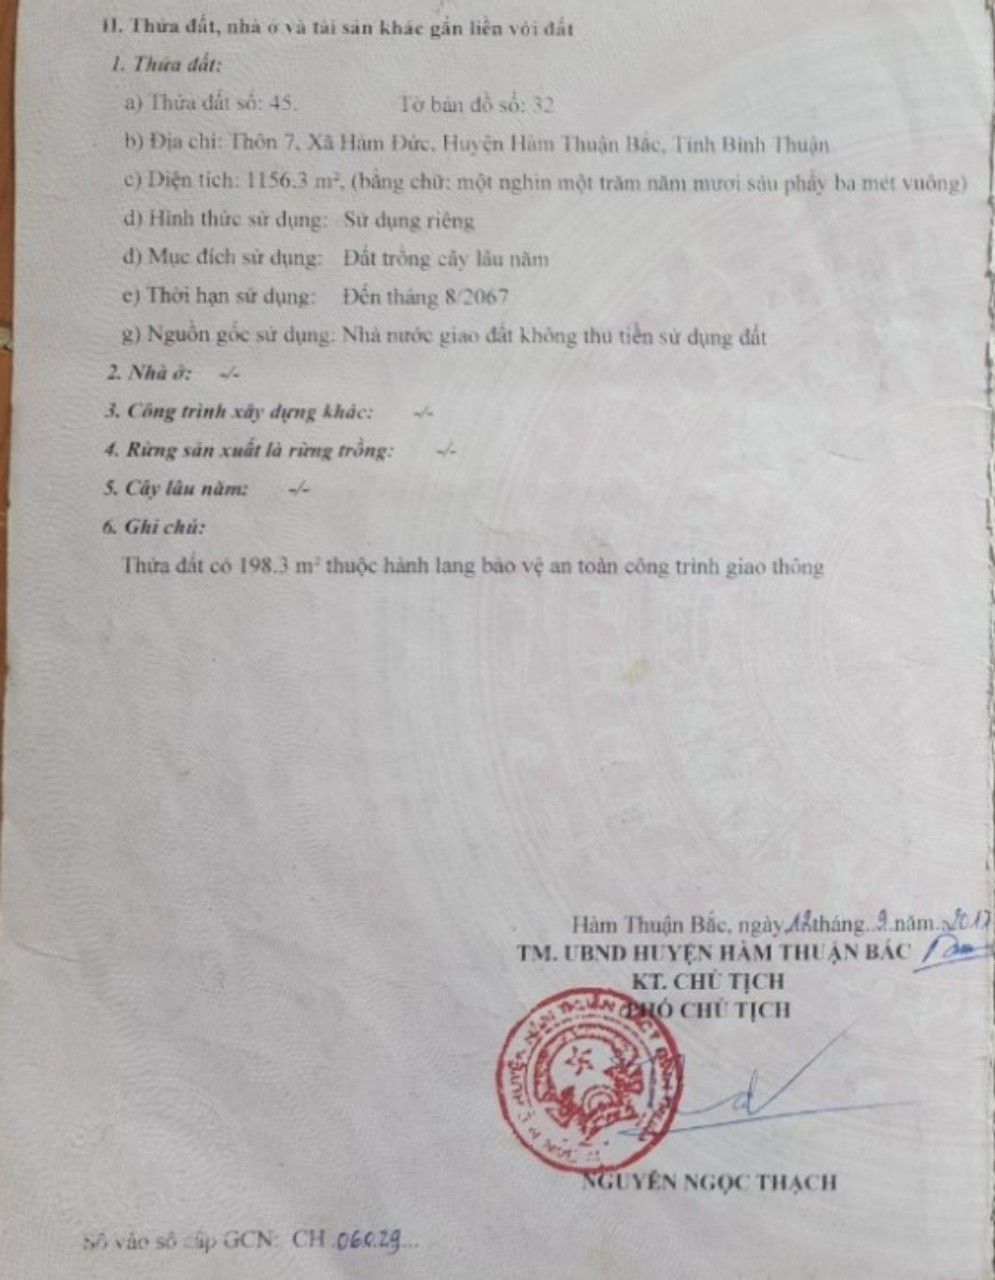 II. Thửa đất, nhà ở và tài sản khác gắn liền với đất
1. Thửa đất:
a) Thửa đất số: 45. Tờ bản đồ số: 32
b) Địa chỉ: Thôn 7, Xã Hàm Đức, Huyện Hàm Thuận Bắc, Tỉnh Bình Thuận
c) Diện tích: 1156.3 m², (bằng chữ: một nghìn một trăm năm mươi sáu phẩy ba mét vuông)
d) Hình thức sử dụng: Sử dụng riêng
đ) Mục đích sử dụng: Đất trồng cây lâu năm
e) Thời hạn sử dụng: Đến tháng 8/2067
g) Nguồn gốc sử dụng: Nhà nước giao đất không thu tiền sử dụng đất
2. Nhà ở: -/-
3. Công trình xây dựng khác: -/-
4. Rừng sản xuất là rừng trồng: -/-
5. Cây lâu năm: -/-
6. Ghi chú:
Thửa đất có 198.3 m² thuộc hành lang bảo vệ an toàn công trình giao thông
Hàm Thuận Bắc, ngày 12 tháng..9.năm..2017
TM. UBND HUYỆN HÀM THUẬN BẮC
KT. CHỦ TỊCH
PHÓ CHỦ TỊCH
NGUYỄN NGỌC THẠCH
Số vào sổ cấp GCN: CH 06029...